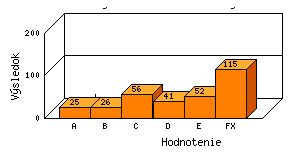 Výsledok
200
100
0
25 26 56 41 52 115
A B C D E FX
Hodnotenie